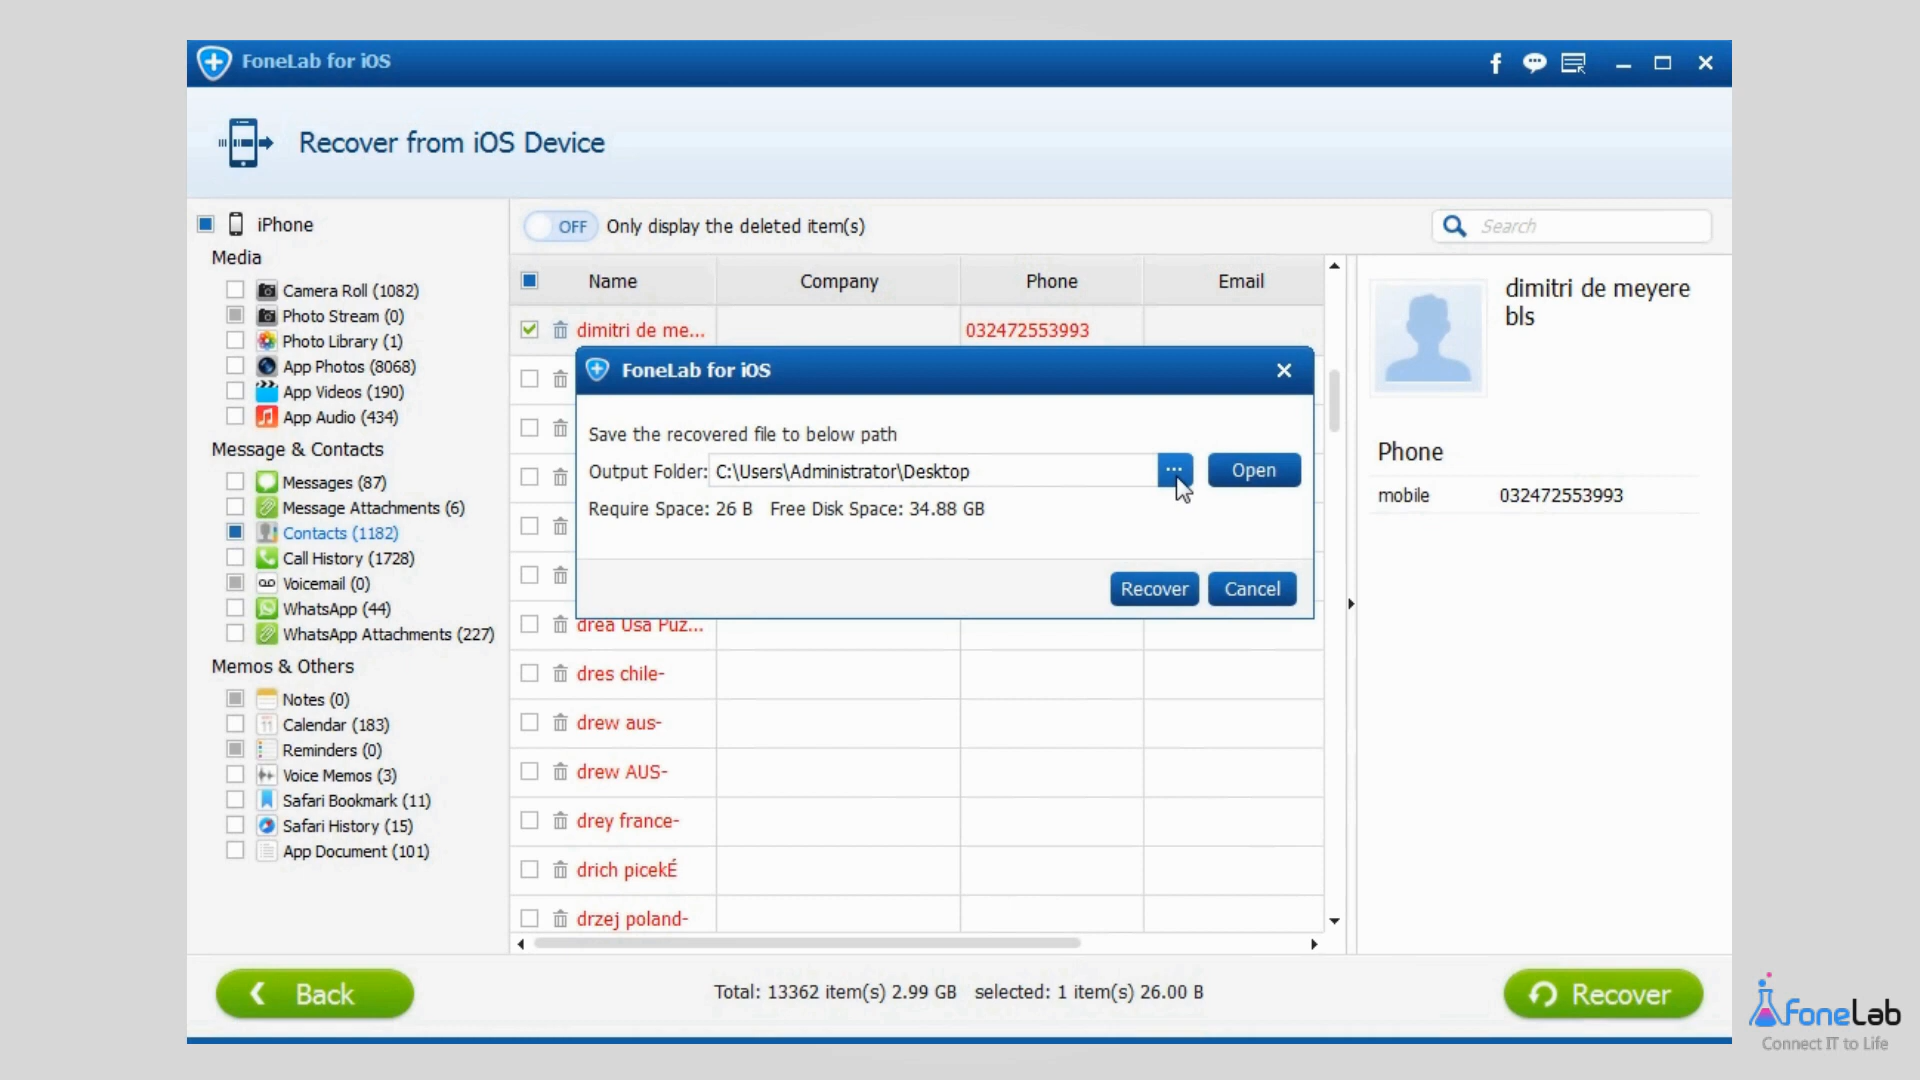 FoneLab for iOS
Recover from iOS Device
iPhone
Media
Camera Roll (1082)
Photo Stream (0)
Photo Library (1)
App Photos (8068)
App Videos (190)
App Audio (434)
Message & Contacts
Messages (87)
Message Attachments (6)
Contacts (1182)
Call History (1728)
Voicemail (0)
WhatsApp (44)
WhatsApp Attachments (227)
Memos & Others
Notes (0)
Calendar (183)
Reminders (0)
Voice Memos (3)
Safari Bookmark (11)
Safari History (15)
App Document (101)
OFF Only display the deleted item(s)
Search
Name Company Phone Email
dimitri de me... 032472553993
FoneLab for iOS
Save the recovered file to below path
Output Folder: C:\Users\Administrator\Desktop ... Open
Require Space: 26 B Free Disk Space: 34.88 GB
Recover Cancel
drea Usa Puz...
dres chile-
drew aus-
drew AUS-
drey france-
drich picekÉ
drzej poland-
dimitri de meyere
bls
Phone
mobile 032472553993
Back
Total: 13362 item(s) 2.99 GB selected: 1 item(s) 26.00 B
Recover
FoneLab
Connect IT to Life